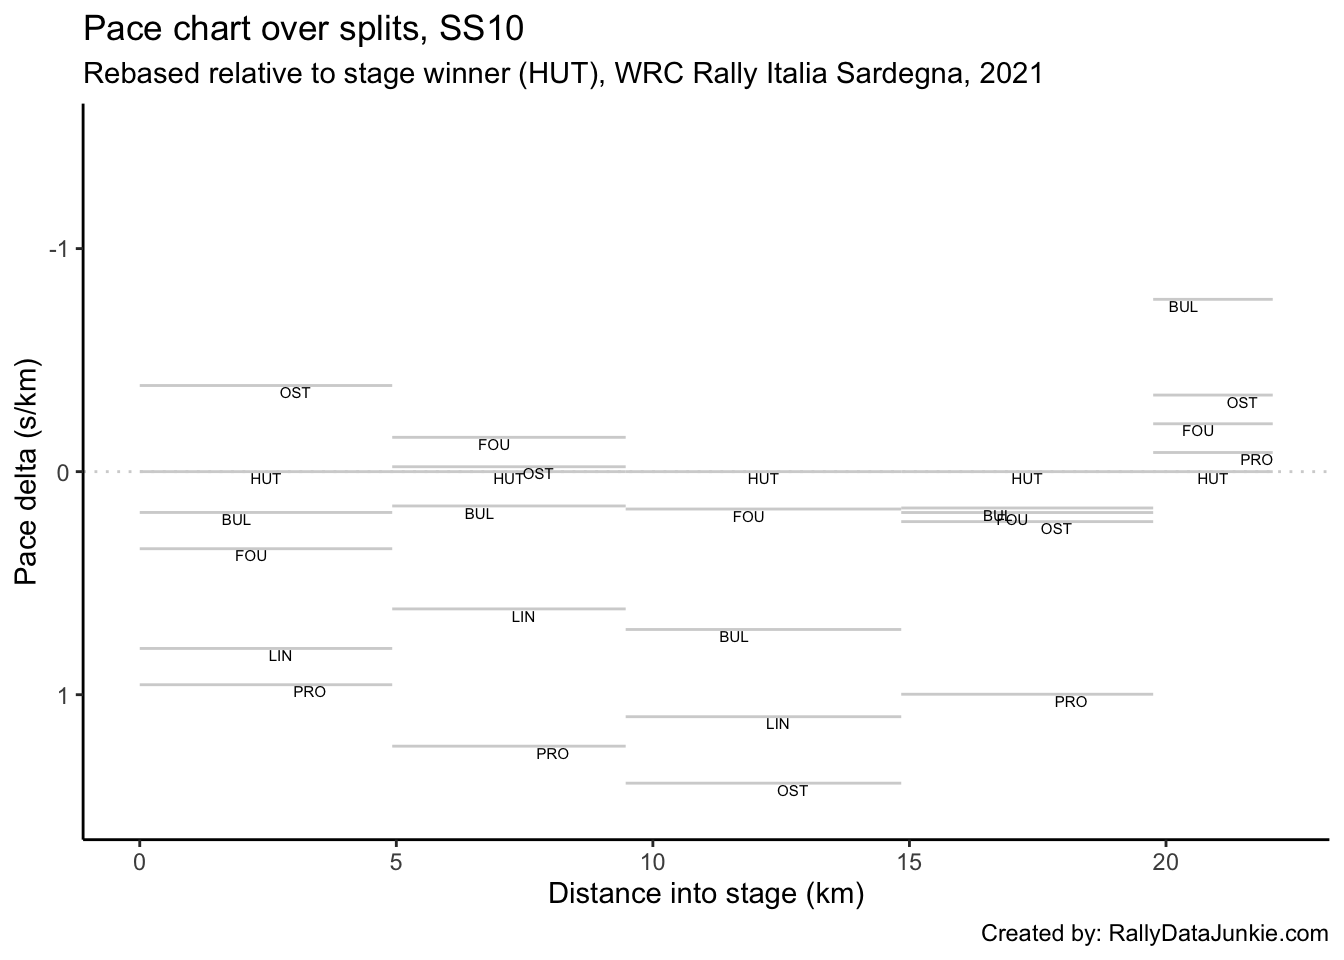 Pace chart over splits, SS10
Rebased relative to stage winner (HUT), WRC Rally Italia Sardegna, 2021
Pace delta (s/km)
-1
0
1
OST
HUT
BUL
FOU
LIN
PRO
FOU
OST
HUT
BUL
LIN
PRO
HUT
FOU
BUL
LIN
OST
HUT
BUL
FOU
OST
PRO
BUL
OST
FOU
PRO
HUT
0 5 10 15 20
Distance into stage (km)
Created by: RallyDataJunkie.com